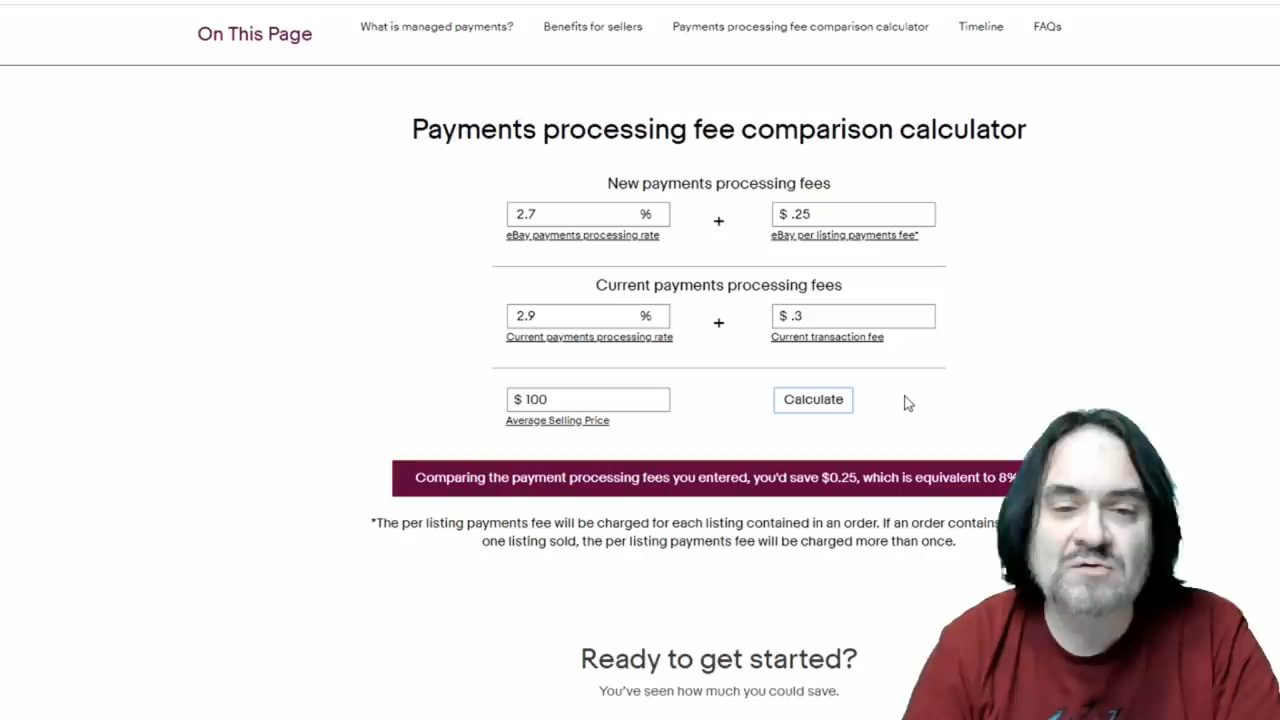 On This Page
What is managed payments?
Benefits for sellers
Payments processing fee comparison calculator
Timeline
FAQs
Payments processing fee comparison calculator
New payments processing fees
2.7 % + $ .25
eBay payments processing rate
eBay per listing payments fee*
Current payments processing fees
2.9 % + $ .3
Current payments processing rate
Current transaction fee
$ 100
Calculate
Average Selling Price
Comparing the payment processing fees you entered, you'd save $0.25, which is equivalent to 8%
*The per listing payments fee will be charged for each listing contained in an order. If an order contains
one listing sold, the per listing payments fee will be charged more than once.
Ready to get started?
You've seen how much you could save.